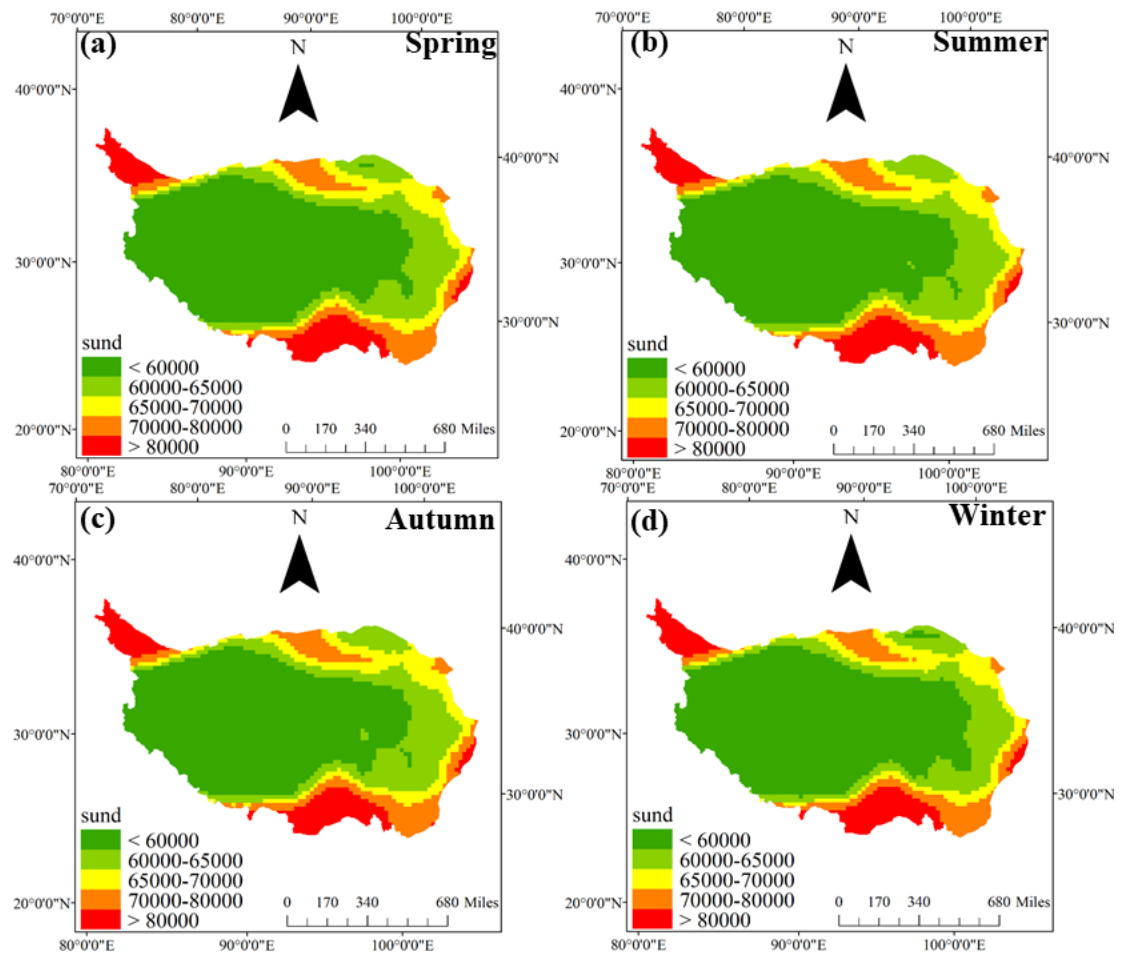 70°0'0"E 80°0'0"E 90°0'0"E 100°0'0"E
(a) N Spring
40°0'0"N
40°0'0"N
30°0'0"N
30°0'0"N
20°0'0"N
sund
< 60000
60000-65000
65000-70000
70000-80000
> 80000
0 170 340 680 Miles
80°0'0"E 90°0'0"E 100°0'0"E
70°0'0"E 80°0'0"E 90°0'0"E 100°0'0"E
(b) N Summer
40°0'0"N
40°0'0"N
30°0'0"N
30°0'0"N
20°0'0"N
sund
< 60000
60000-65000
65000-70000
70000-80000
> 80000
0 170 340 680 Miles
80°0'0"E 90°0'0"E 100°0'0"E
70°0'0"E 80°0'0"E 90°0'0"E 100°0'0"E
(c) N Autumn
40°0'0"N
40°0'0"N
30°0'0"N
30°0'0"N
20°0'0"N
sund
< 60000
60000-65000
65000-70000
70000-80000
> 80000
0 170 340 680 Miles
80°0'0"E 90°0'0"E 100°0'0"E
70°0'0"E 80°0'0"E 90°0'0"E 100°0'0"E
(d) N Winter
40°0'0"N
40°0'0"N
30°0'0"N
30°0'0"N
20°0'0"N
sund
< 60000
60000-65000
65000-70000
70000-80000
> 80000
0 170 340 680 Miles
80°0'0"E 90°0'0"E 100°0'0"E